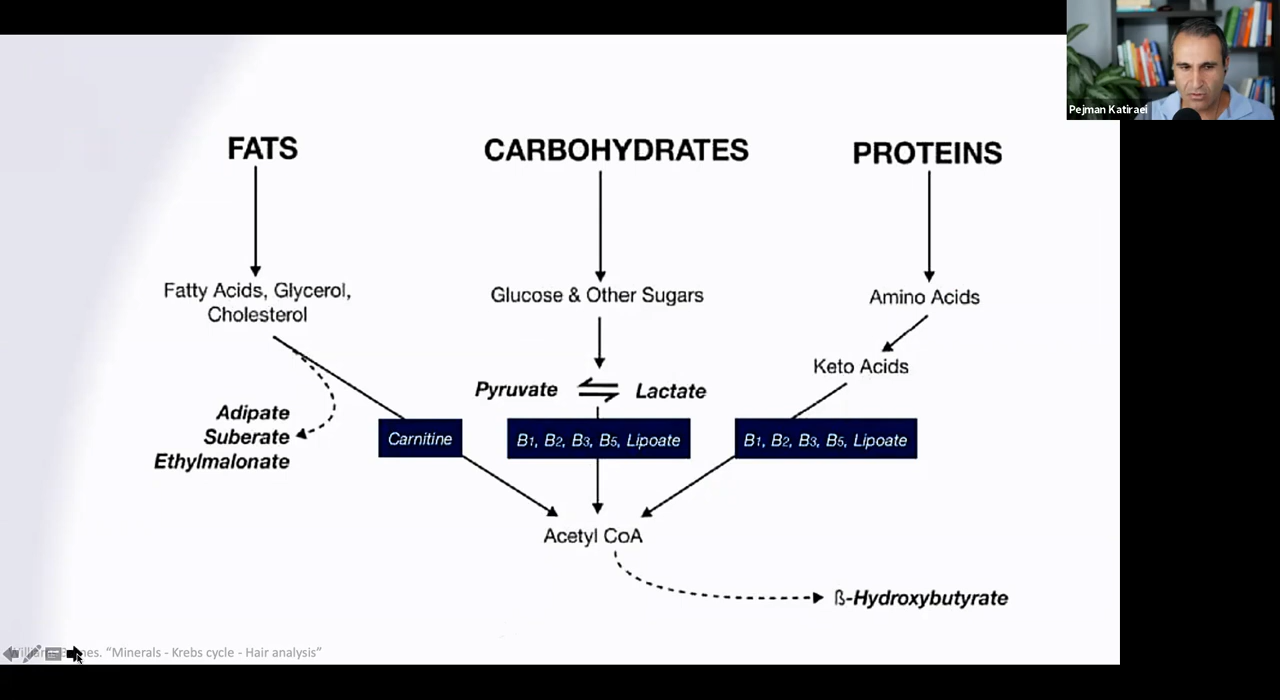 Pejman Katiraei
FATS
CARBOHYDRATES
PROTEINS
Fatty Acids, Glycerol,
Cholesterol
Glucose & Other Sugars
Amino Acids
Keto Acids
Pyruvate
Lactate
Adipate
Suberate
Ethylmalonate
Carnitine
B1, B2, B3, B5, Lipoate
B1, B2, B3, B5, Lipoate
Acetyl CoA
ß-Hydroxybutyrate
"Minerals - Krebs cycle - Hair analysis"